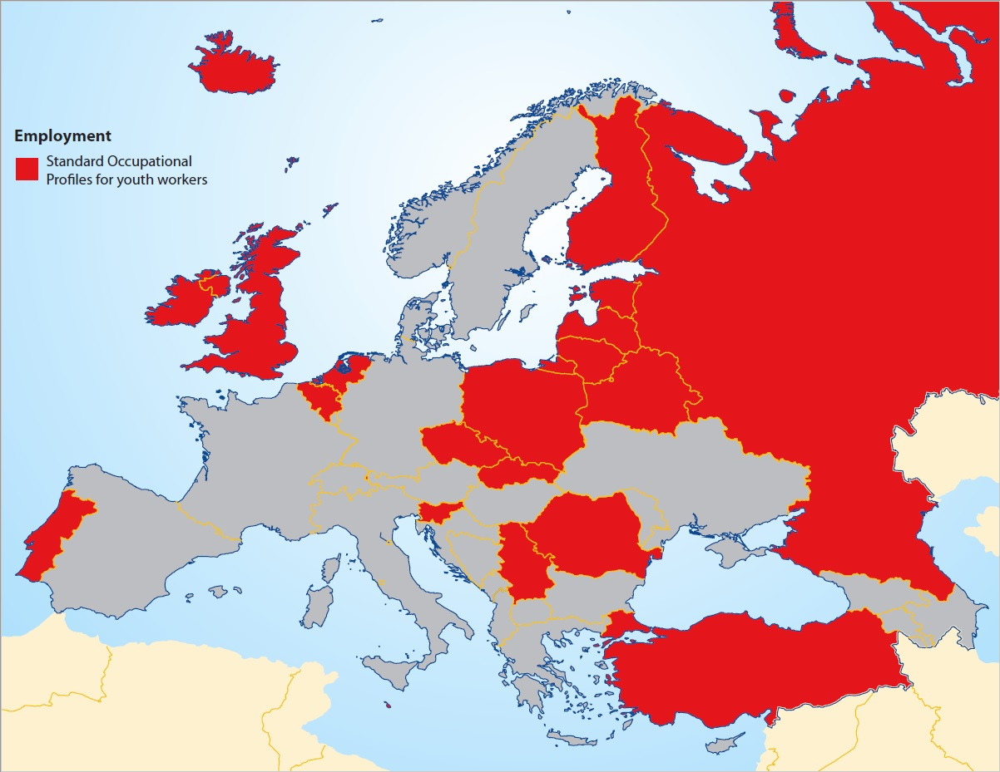 Employment
Standard Occupational
Profiles for youth workers